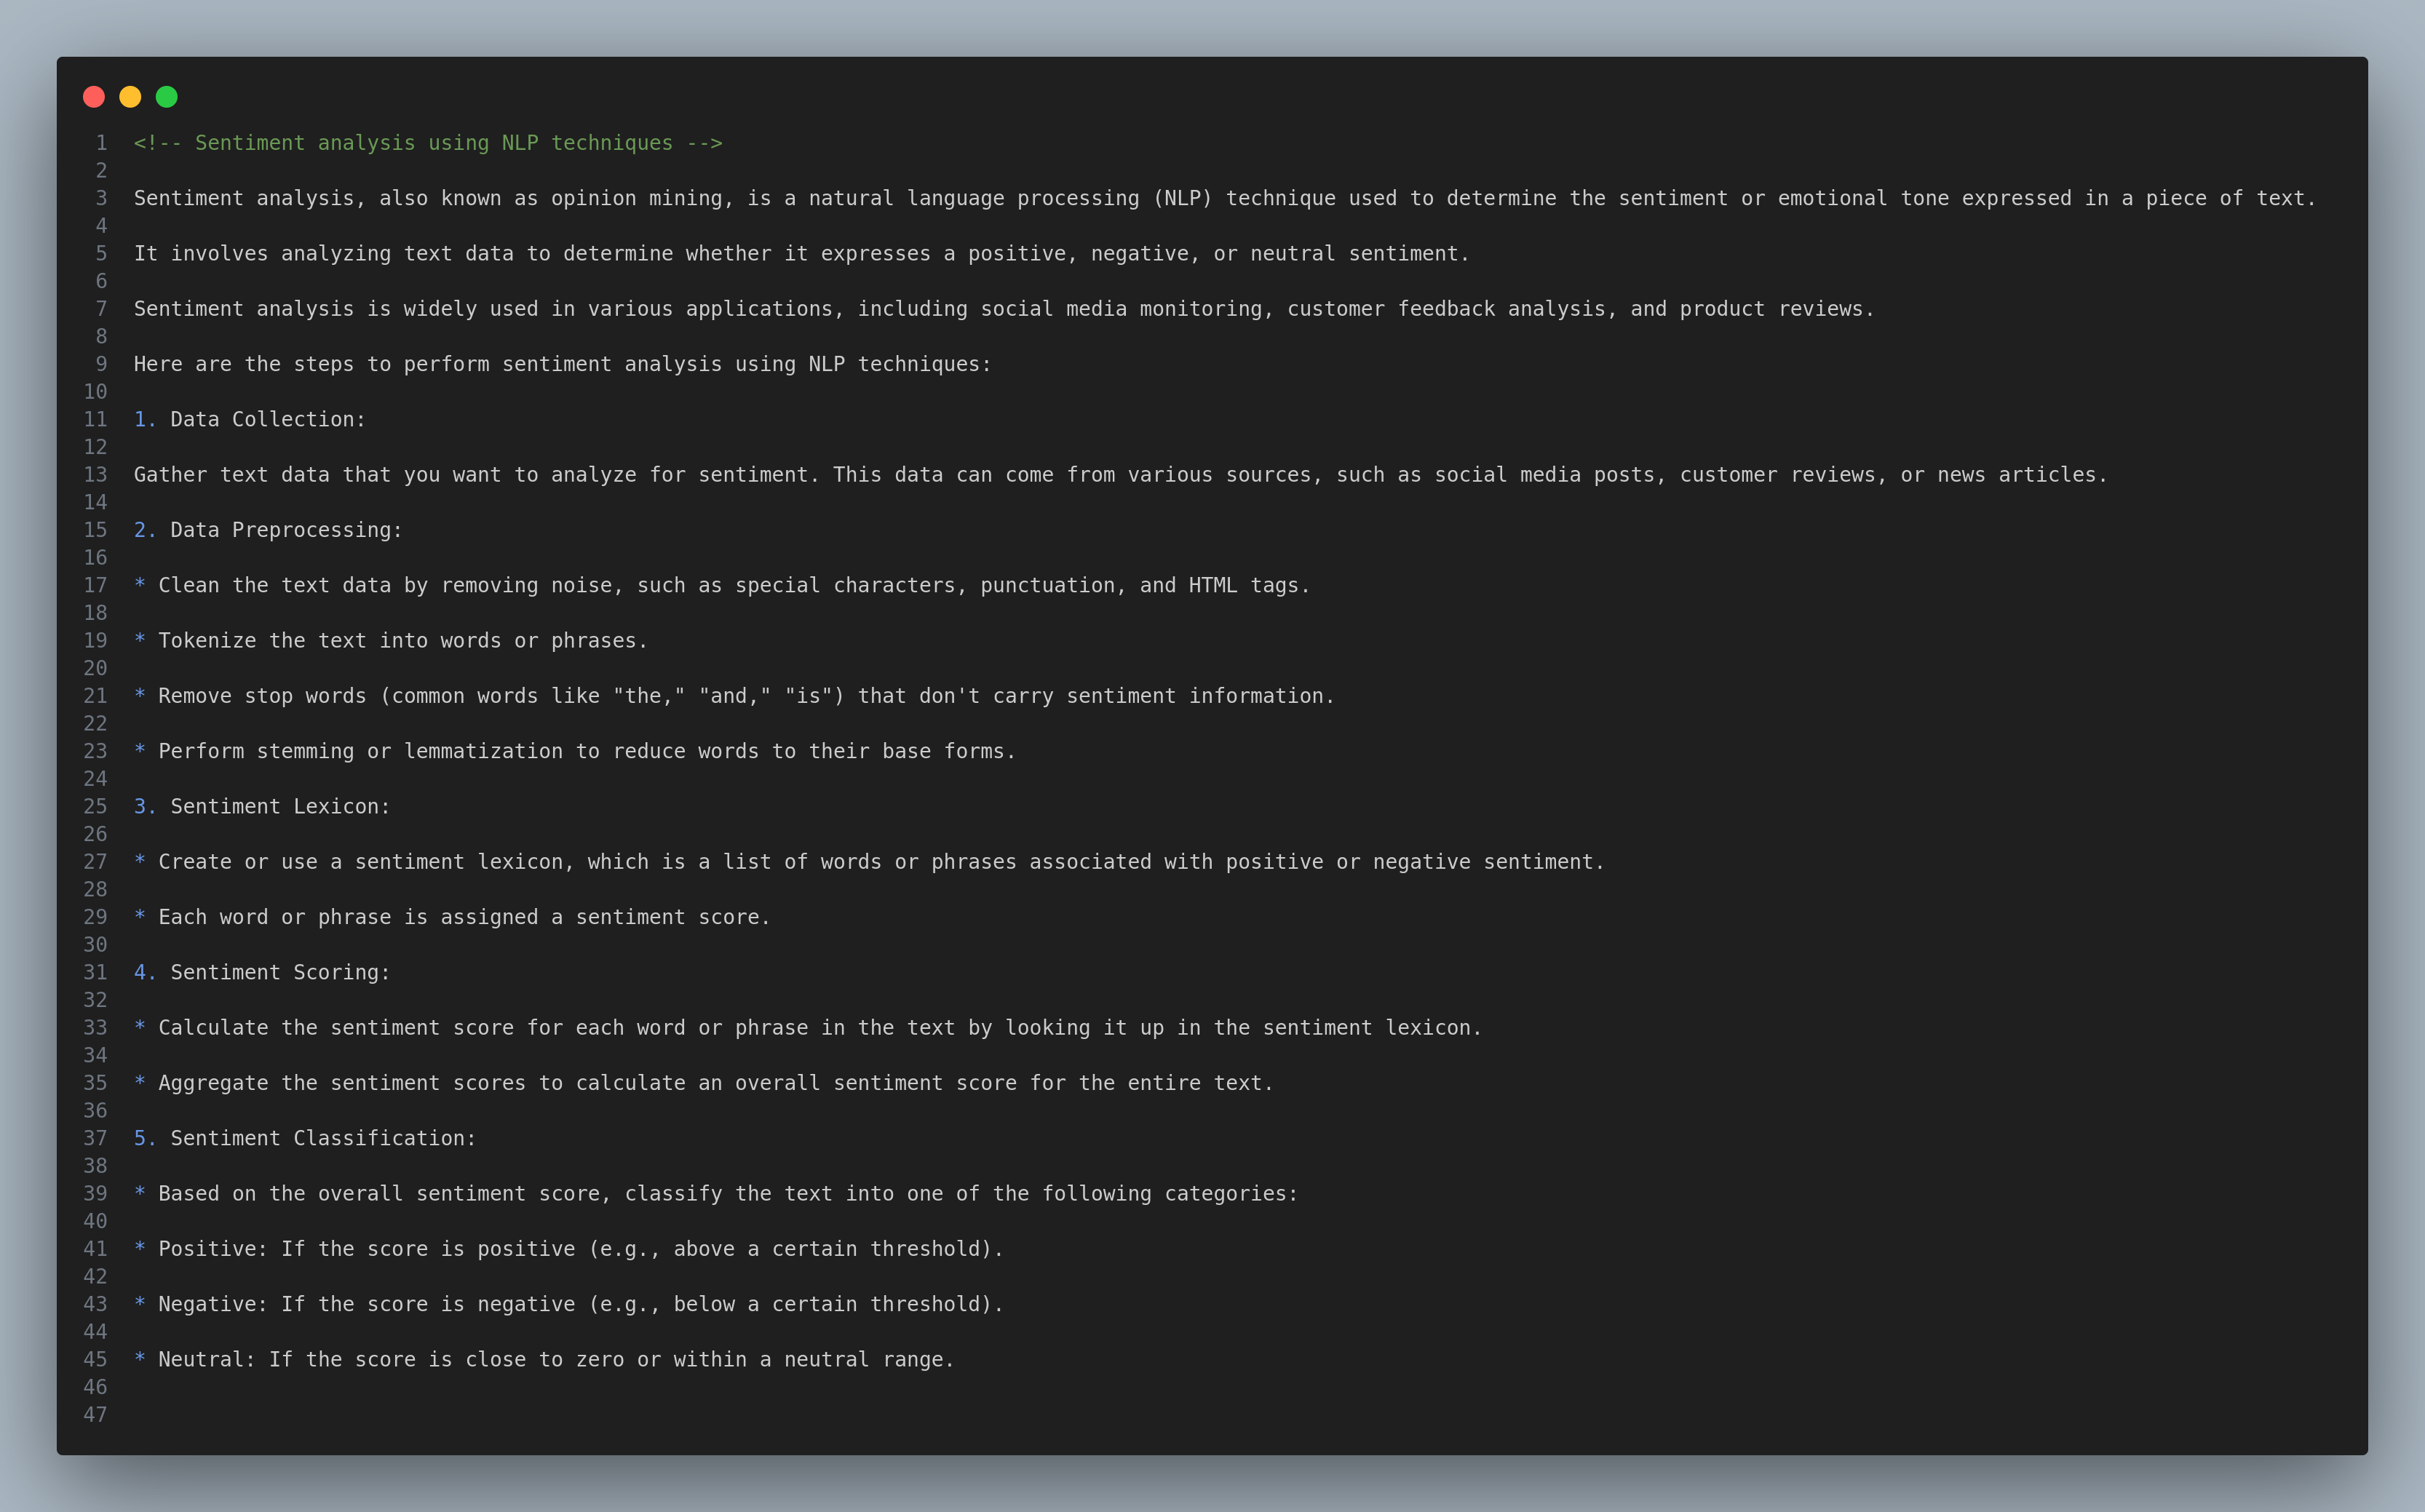 1 <!-- Sentiment analysis using NLP techniques -->
2
3 Sentiment analysis, also known as opinion mining, is a natural language processing (NLP) technique used to determine the sentiment or emotional tone expressed in a piece of text.
4
5 It involves analyzing text data to determine whether it expresses a positive, negative, or neutral sentiment.
6
7 Sentiment analysis is widely used in various applications, including social media monitoring, customer feedback analysis, and product reviews.
8
9 Here are the steps to perform sentiment analysis using NLP techniques:
10
11 1. Data Collection:
12
13 Gather text data that you want to analyze for sentiment. This data can come from various sources, such as social media posts, customer reviews, or news articles.
14
15 2. Data Preprocessing:
16
17 * Clean the text data by removing noise, such as special characters, punctuation, and HTML tags.
18
19 * Tokenize the text into words or phrases.
20
21 * Remove stop words (common words like "the," "and," "is") that don't carry sentiment information.
22
23 * Perform stemming or lemmatization to reduce words to their base forms.
24
25 3. Sentiment Lexicon:
26
27 * Create or use a sentiment lexicon, which is a list of words or phrases associated with positive or negative sentiment.
28
29 * Each word or phrase is assigned a sentiment score.
30
31 4. Sentiment Scoring:
32
33 * Calculate the sentiment score for each word or phrase in the text by looking it up in the sentiment lexicon.
34
35 * Aggregate the sentiment scores to calculate an overall sentiment score for the entire text.
36
37 5. Sentiment Classification:
38
39 * Based on the overall sentiment score, classify the text into one of the following categories:
40
41 * Positive: If the score is positive (e.g., above a certain threshold).
42
43 * Negative: If the score is negative (e.g., below a certain threshold).
44
45 * Neutral: If the score is close to zero or within a neutral range.
46
47